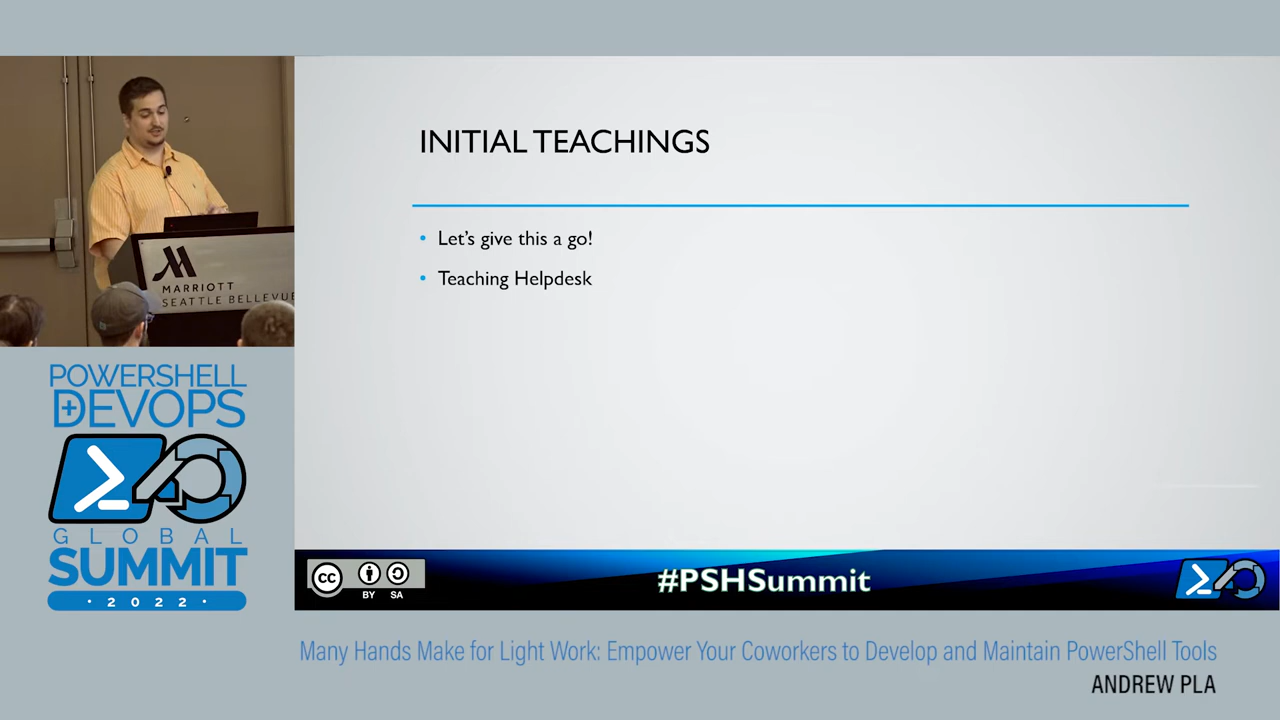 INITIAL TEACHINGS
• Let's give this a go!
• Teaching Helpdesk
MARRIOTT
SEATTLE BELLEVUE
POWERSHELL
+DEVOPS
GLOBAL
SUMMIT
· 2022 ·
CC
BY SA
#PSHSummit
Many Hands Make for Light Work: Empower Your Coworkers to Develop and Maintain PowerShell Tools
ANDREW PLA